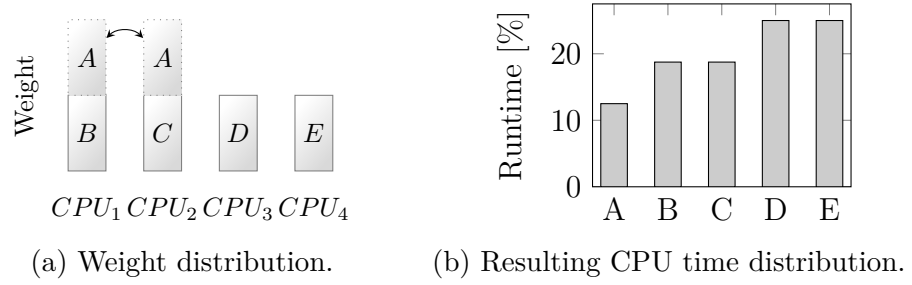 Weight
A A
B C D E
CPU1 CPU2 CPU3 CPU4
(a) Weight distribution.
Runtime [%]
20
10
0
A B C D E
(b) Resulting CPU time distribution.